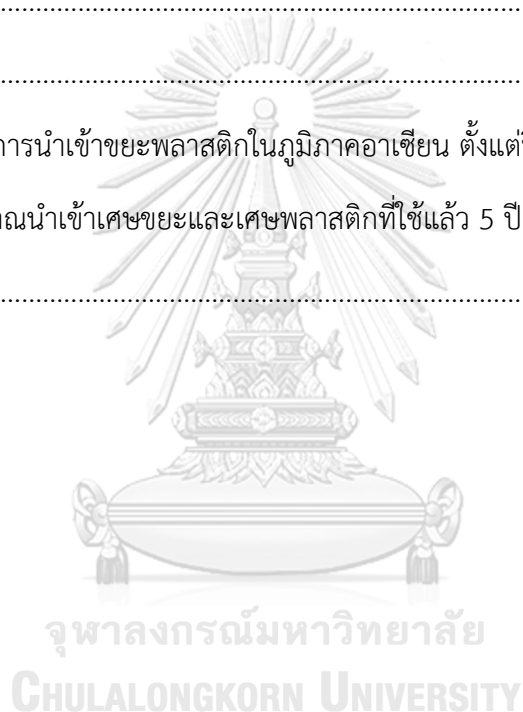 ........................................................................................................
........................................................................................................
การนำเข้าขยะพลาสติกในภูมิภาคอาเซียน ตั้งแต่
นำเข้าเศษขยะและเศษพลาสติกที่ใช้แล้ว 5 ปี
........................................................................................................
จุฬาลงกรณ์มหาวิทยาลัย
CHULALONGKORN UNIVERSITY